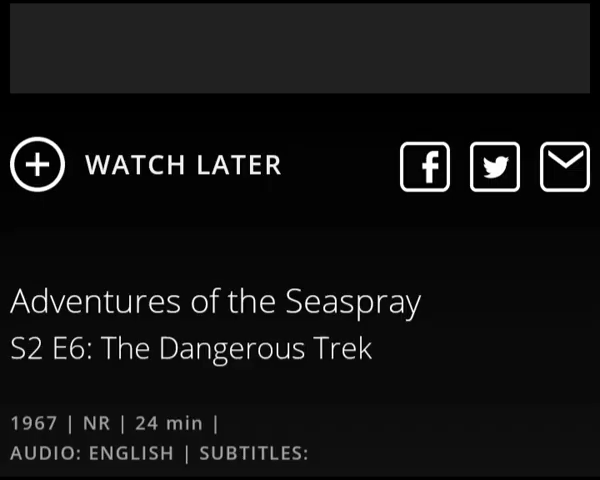 WATCH LATER
Adventures of the Seaspray
S2 E6: The Dangerous Trek
1967 | NR | 24 min |
AUDIO: ENGLISH | SUBTITLES: